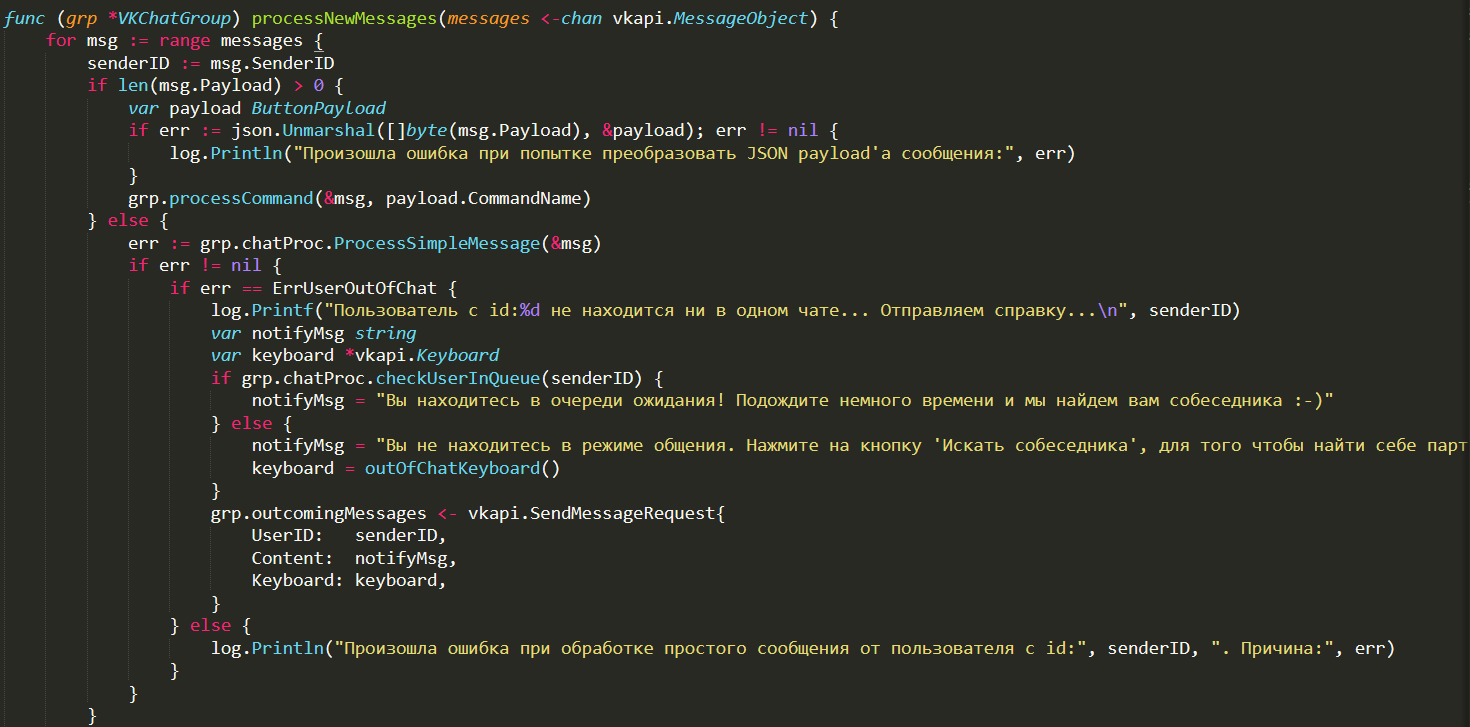 func (grp *VKChatGroup) processNewMessages(messages <-chan vkapi.MessageObject) {
    for msg := range messages {
        senderID := msg.SenderID
        if len(msg.Payload) > 0 {
            var payload ButtonPayload
            if err := json.Unmarshal([]byte(msg.Payload), &payload); err != nil {
                log.Println("Произошла ошибка при попытке преобразовать JSON payload'а сообщения:", err)
            }
            grp.processCommand(&msg, payload.CommandName)
        } else {
            err := grp.chatProc.ProcessSimpleMessage(&msg)
            if err != nil {
                if err == ErrUserOutOfChat {
                    log.Printf("Пользователь с id:%d не находится ни в одном чате... Отправляем справку...\n", senderID)
                    var notifyMsg string
                    var keyboard *vkapi.Keyboard
                    if grp.chatProc.checkUserInQueue(senderID) {
                        notifyMsg = "Вы находитесь в очереди ожидания! Подождите немного времени и мы найдем вам собеседника :-)"
                    } else {
                        notifyMsg = "Вы не находитесь в режиме общения. Нажмите на кнопку 'Искать собеседника', для того чтобы найти себе парт
                        keyboard = outOfChatKeyboard()
                    }
                    grp.outcomingMessages <- vkapi.SendMessageRequest{
                        UserID:   senderID,
                        Content:  notifyMsg,
                        Keyboard: keyboard,
                    }
                } else {
                    log.Println("Произошла ошибка при обработке простого сообщения от пользователя с id:", senderID, ". Причина:", err)
                }
            }
        }